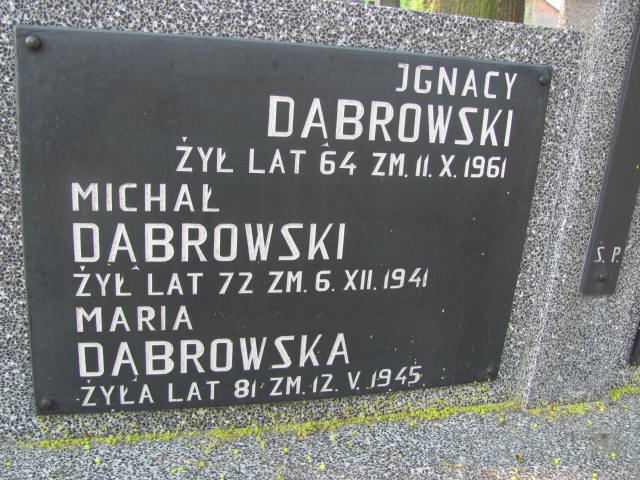 JGNACY
DĄBROWSKI
ŻYŁ LAT 64 ZM. 11. X. 1961
MICHAŁ
DĄBROWSKI
ŻYŁ LAT 72 ZM. 6. XII. 1941
MARIA
DĄBROWSKA
ŻYŁA LAT 81 ZM. 12. V. 1945
Ś. P.